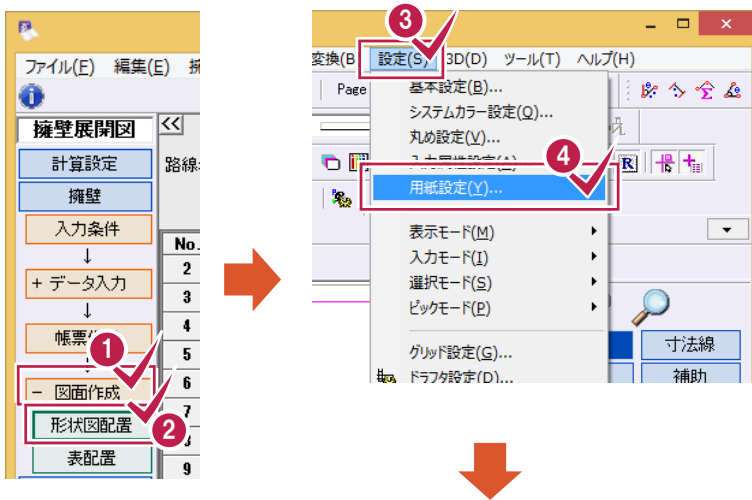 ファイル(F) 編集(E)
擁壁展開図
<<
計算設定
路線
擁壁
入力条件
No.
↓
2
+ データ入力
3
↓
4
帳票
1
5
- 図面作成
6
形状図配置
2
7
8
表配置
9
3
変換(B 設定(S) 3D(D) ツール(T) ヘルプ(H)
Page
基本設定(B)...
システムカラー設定(Q)...
丸め設定(V)...
4
R
用紙設定(Y)...
表示モード(M)
入力モード(I)
選択モード(S)
ピックモード(P)
グリッド設定(G)...
ドラフタ設定(D)...
寸法線
補助